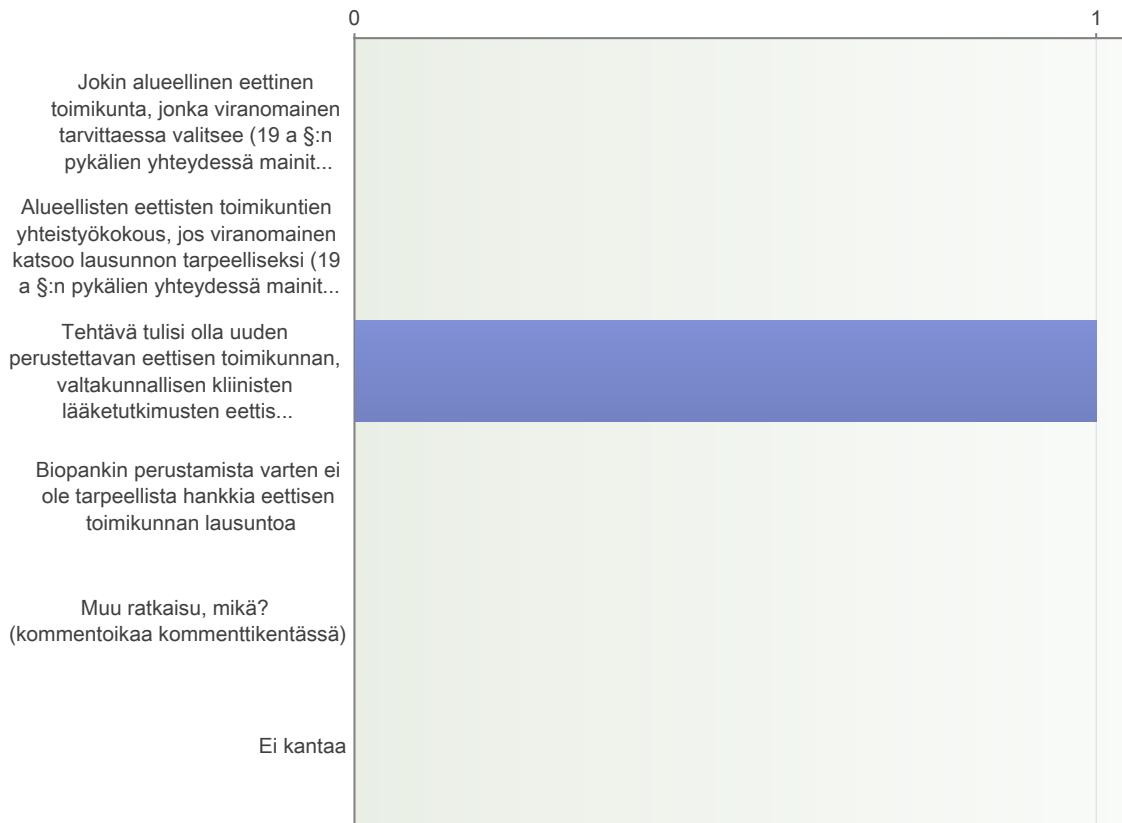 0 1
Jokin alueellinen eettinen
toimikunta, jonka viranomainen
tarvittaessa valitsee (19 a §:n
pykälien yhteydessä mainit...
Alueellisten eettisten toimikuntien
yhteistyökokous, jos viranomainen
katsoo lausunnon tarpeelliseksi (19
a §:n pykälien yhteydessä mainit...
Tehtävä tulisi olla uuden
perustettavan eettisen toimikunnan,
valtakunnallisen kliinisten
lääketutkimusten eettis...
Biopankin perustamista varten ei
ole tarpeellista hankkia eettisen
toimikunnan lausuntoa
Muu ratkaisu, mikä?
(kommentoikaa kommenttikentässä)
Ei kantaa